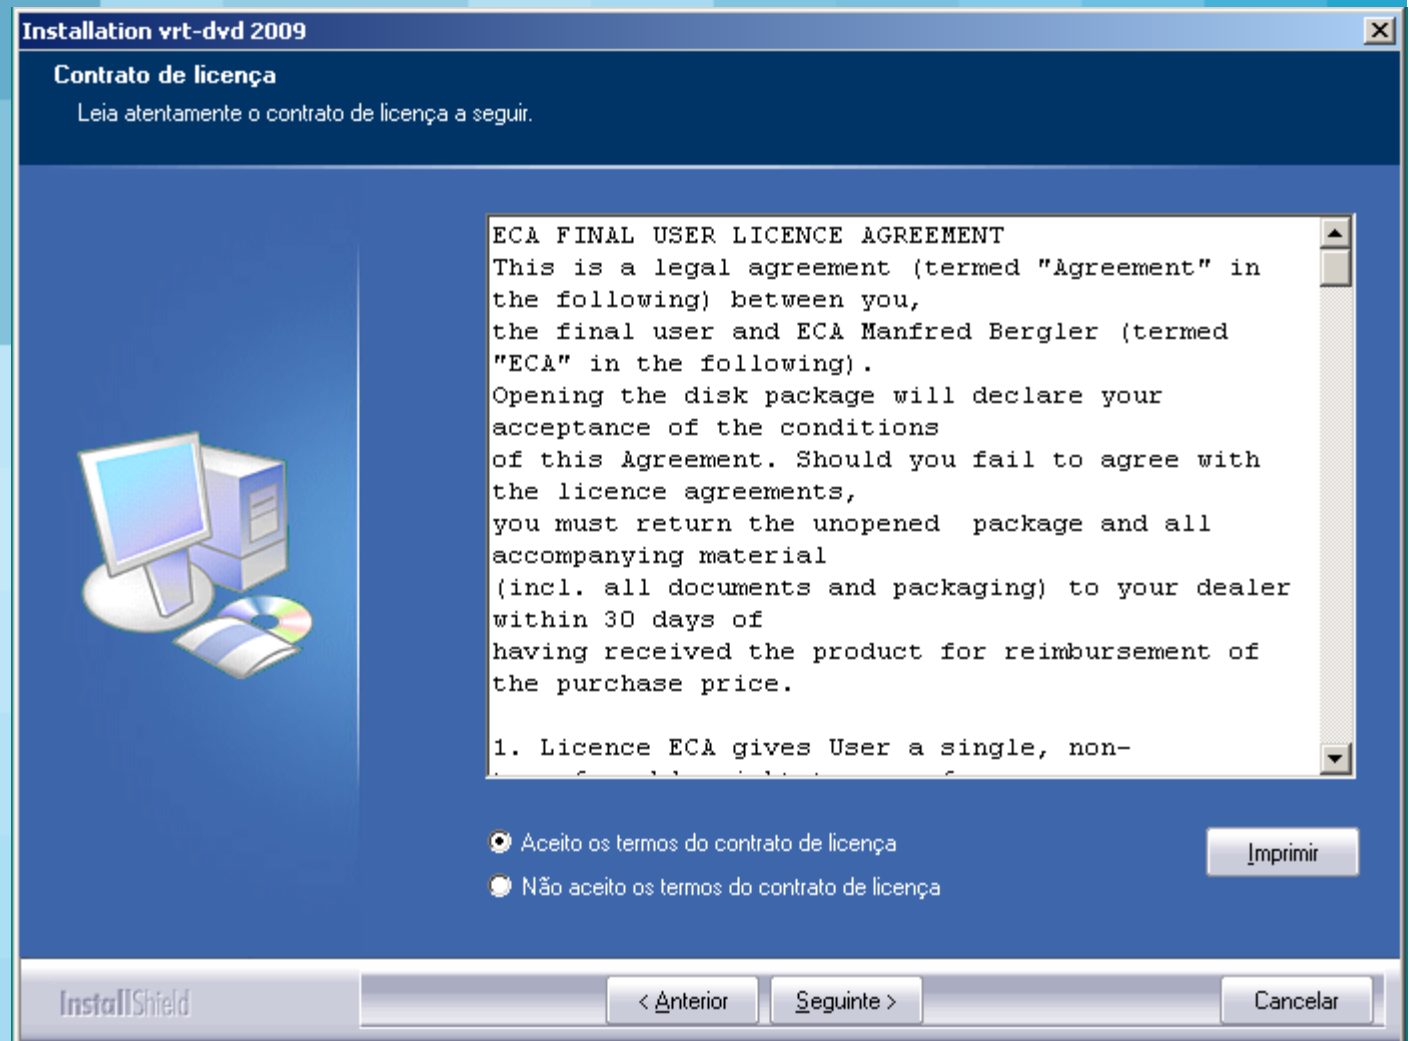 Installation vrt-dvd 2009
Contrato de licença
Leia atentamente o contrato de licença a seguir.
ECA FINAL USER LICENCE AGREEMENT
This is a legal agreement (termed "Agreement" in
the following) between you,
the final user and ECA Manfred Bergler (termed
"ECA" in the following).
Opening the disk package will declare your
acceptance of the conditions
of this Agreement. Should you fail to agree with
the licence agreements,
you must return the unopened  package and all
accompanying material
(incl. all documents and packaging) to your dealer
within 30 days of
having received the product for reimbursement of
the purchase price.
1. Licence ECA gives User a single, non-
Aceito os termos do contrato de licença
Não aceito os termos do contrato de licença
Imprimir
InstallShield
< Anterior
Seguinte >
Cancelar